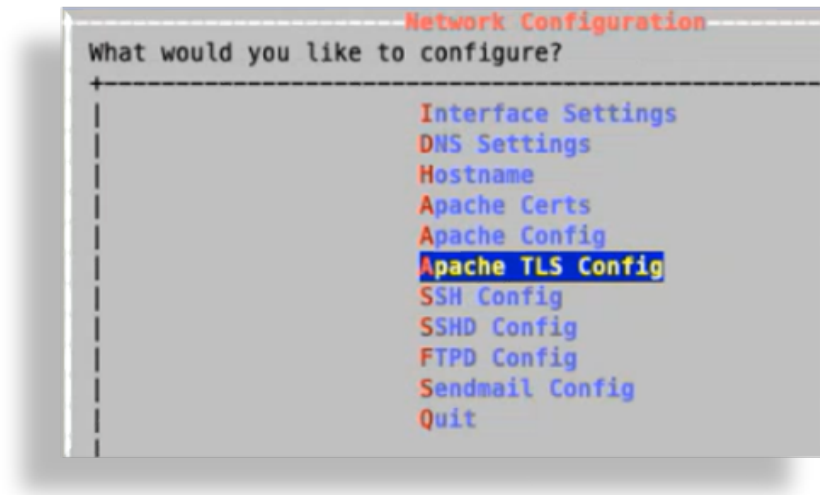 Network Configuration
What would you like to configure?
Interface Settings
DNS Settings
Hostname
Apache Certs
Apache Config
Apache TLS Config
SSH Config
SSHD Config
FTPD Config
Sendmail Config
Quit